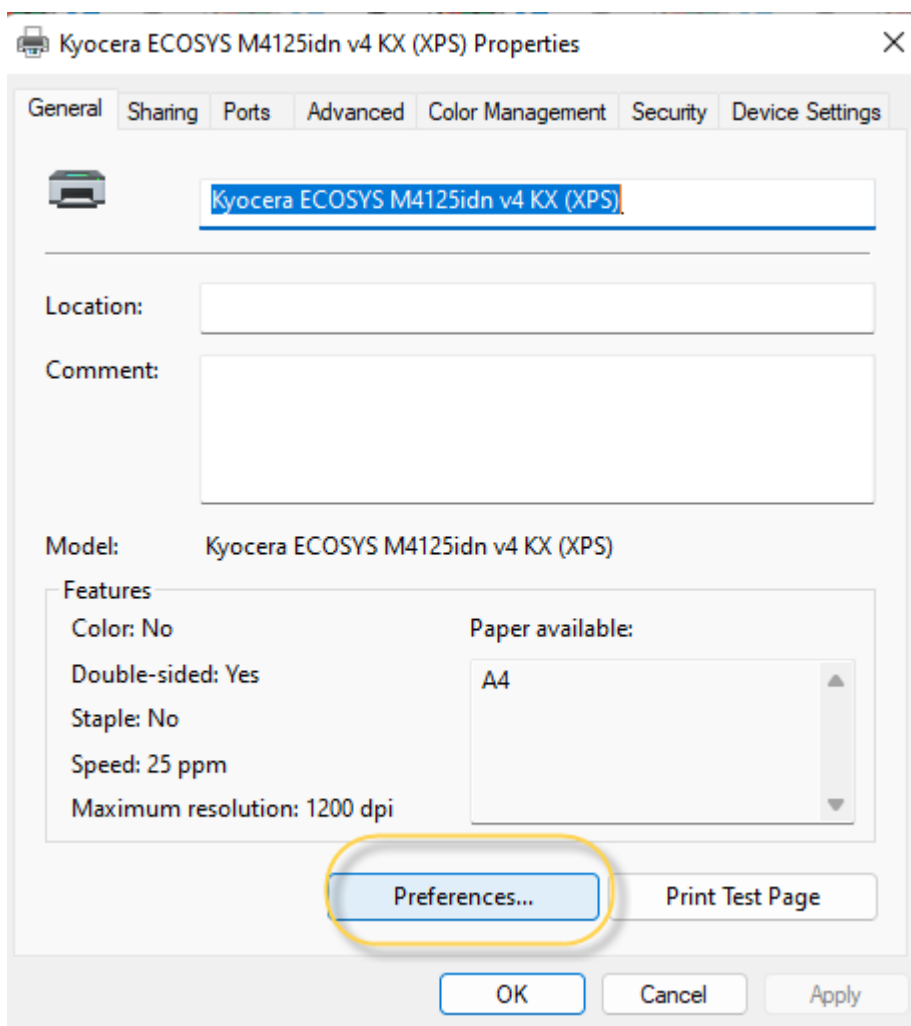 Kyocera ECOSYS M4125idn v4 KX (XPS) Properties
General Sharing Ports Advanced Color Management Security Device Settings
Kyocera ECOSYS M4125idn v4 KX (XPS)
Location:
Comment:
Model: Kyocera ECOSYS M4125idn v4 KX (XPS)
Features
Color: No
Double-sided: Yes
Staple: No
Speed: 25 ppm
Maximum resolution: 1200 dpi
Paper available:
A4
Preferences... Print Test Page
OK Cancel Apply